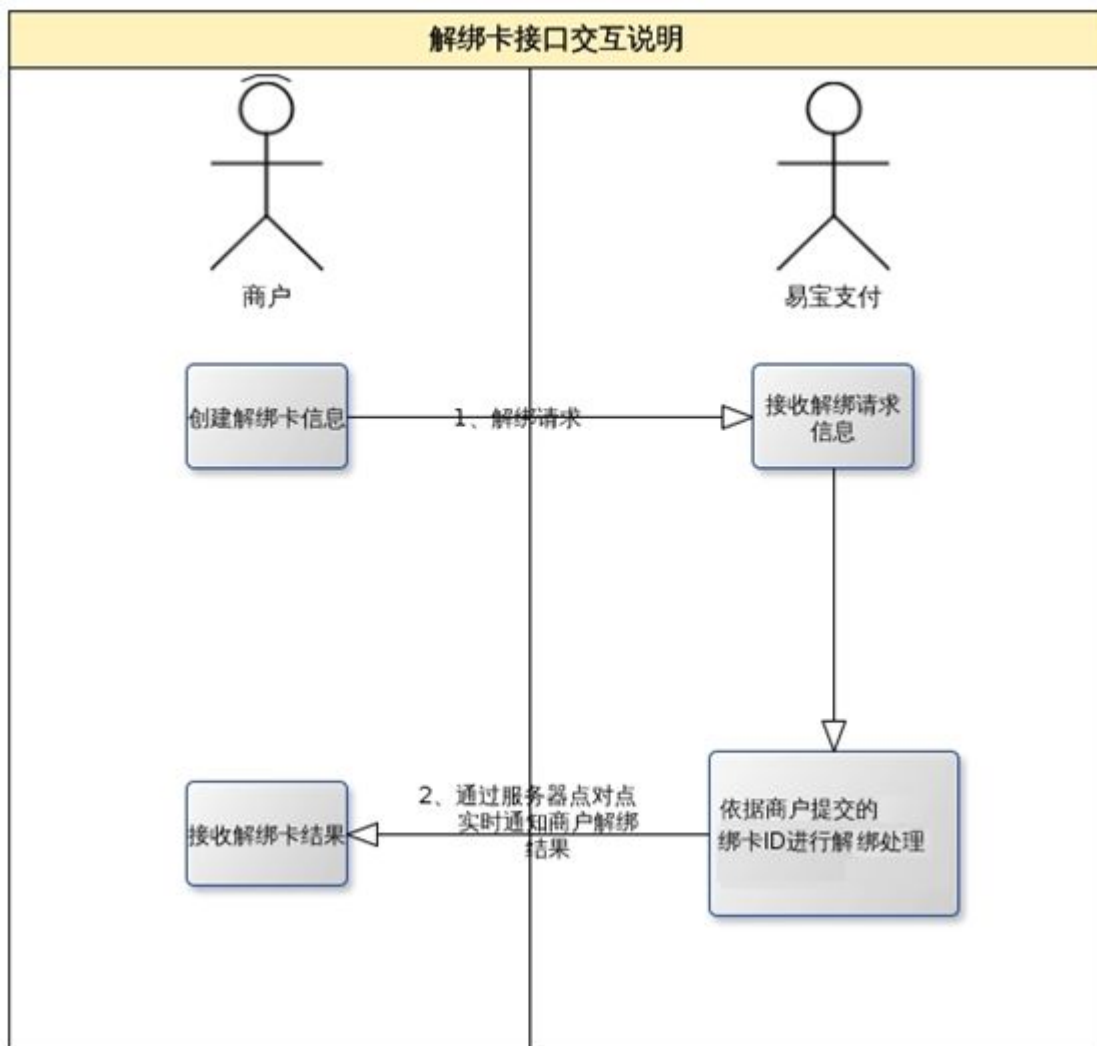 解绑卡接口交互说明
商户
易宝支付
创建解绑卡信息
1、解绑请求
接收解绑请求
信息
接收解绑卡结果
2、通过服务器点对点
实时通知商户解绑
结果
依据商户提交的
绑卡ID进行解绑处理